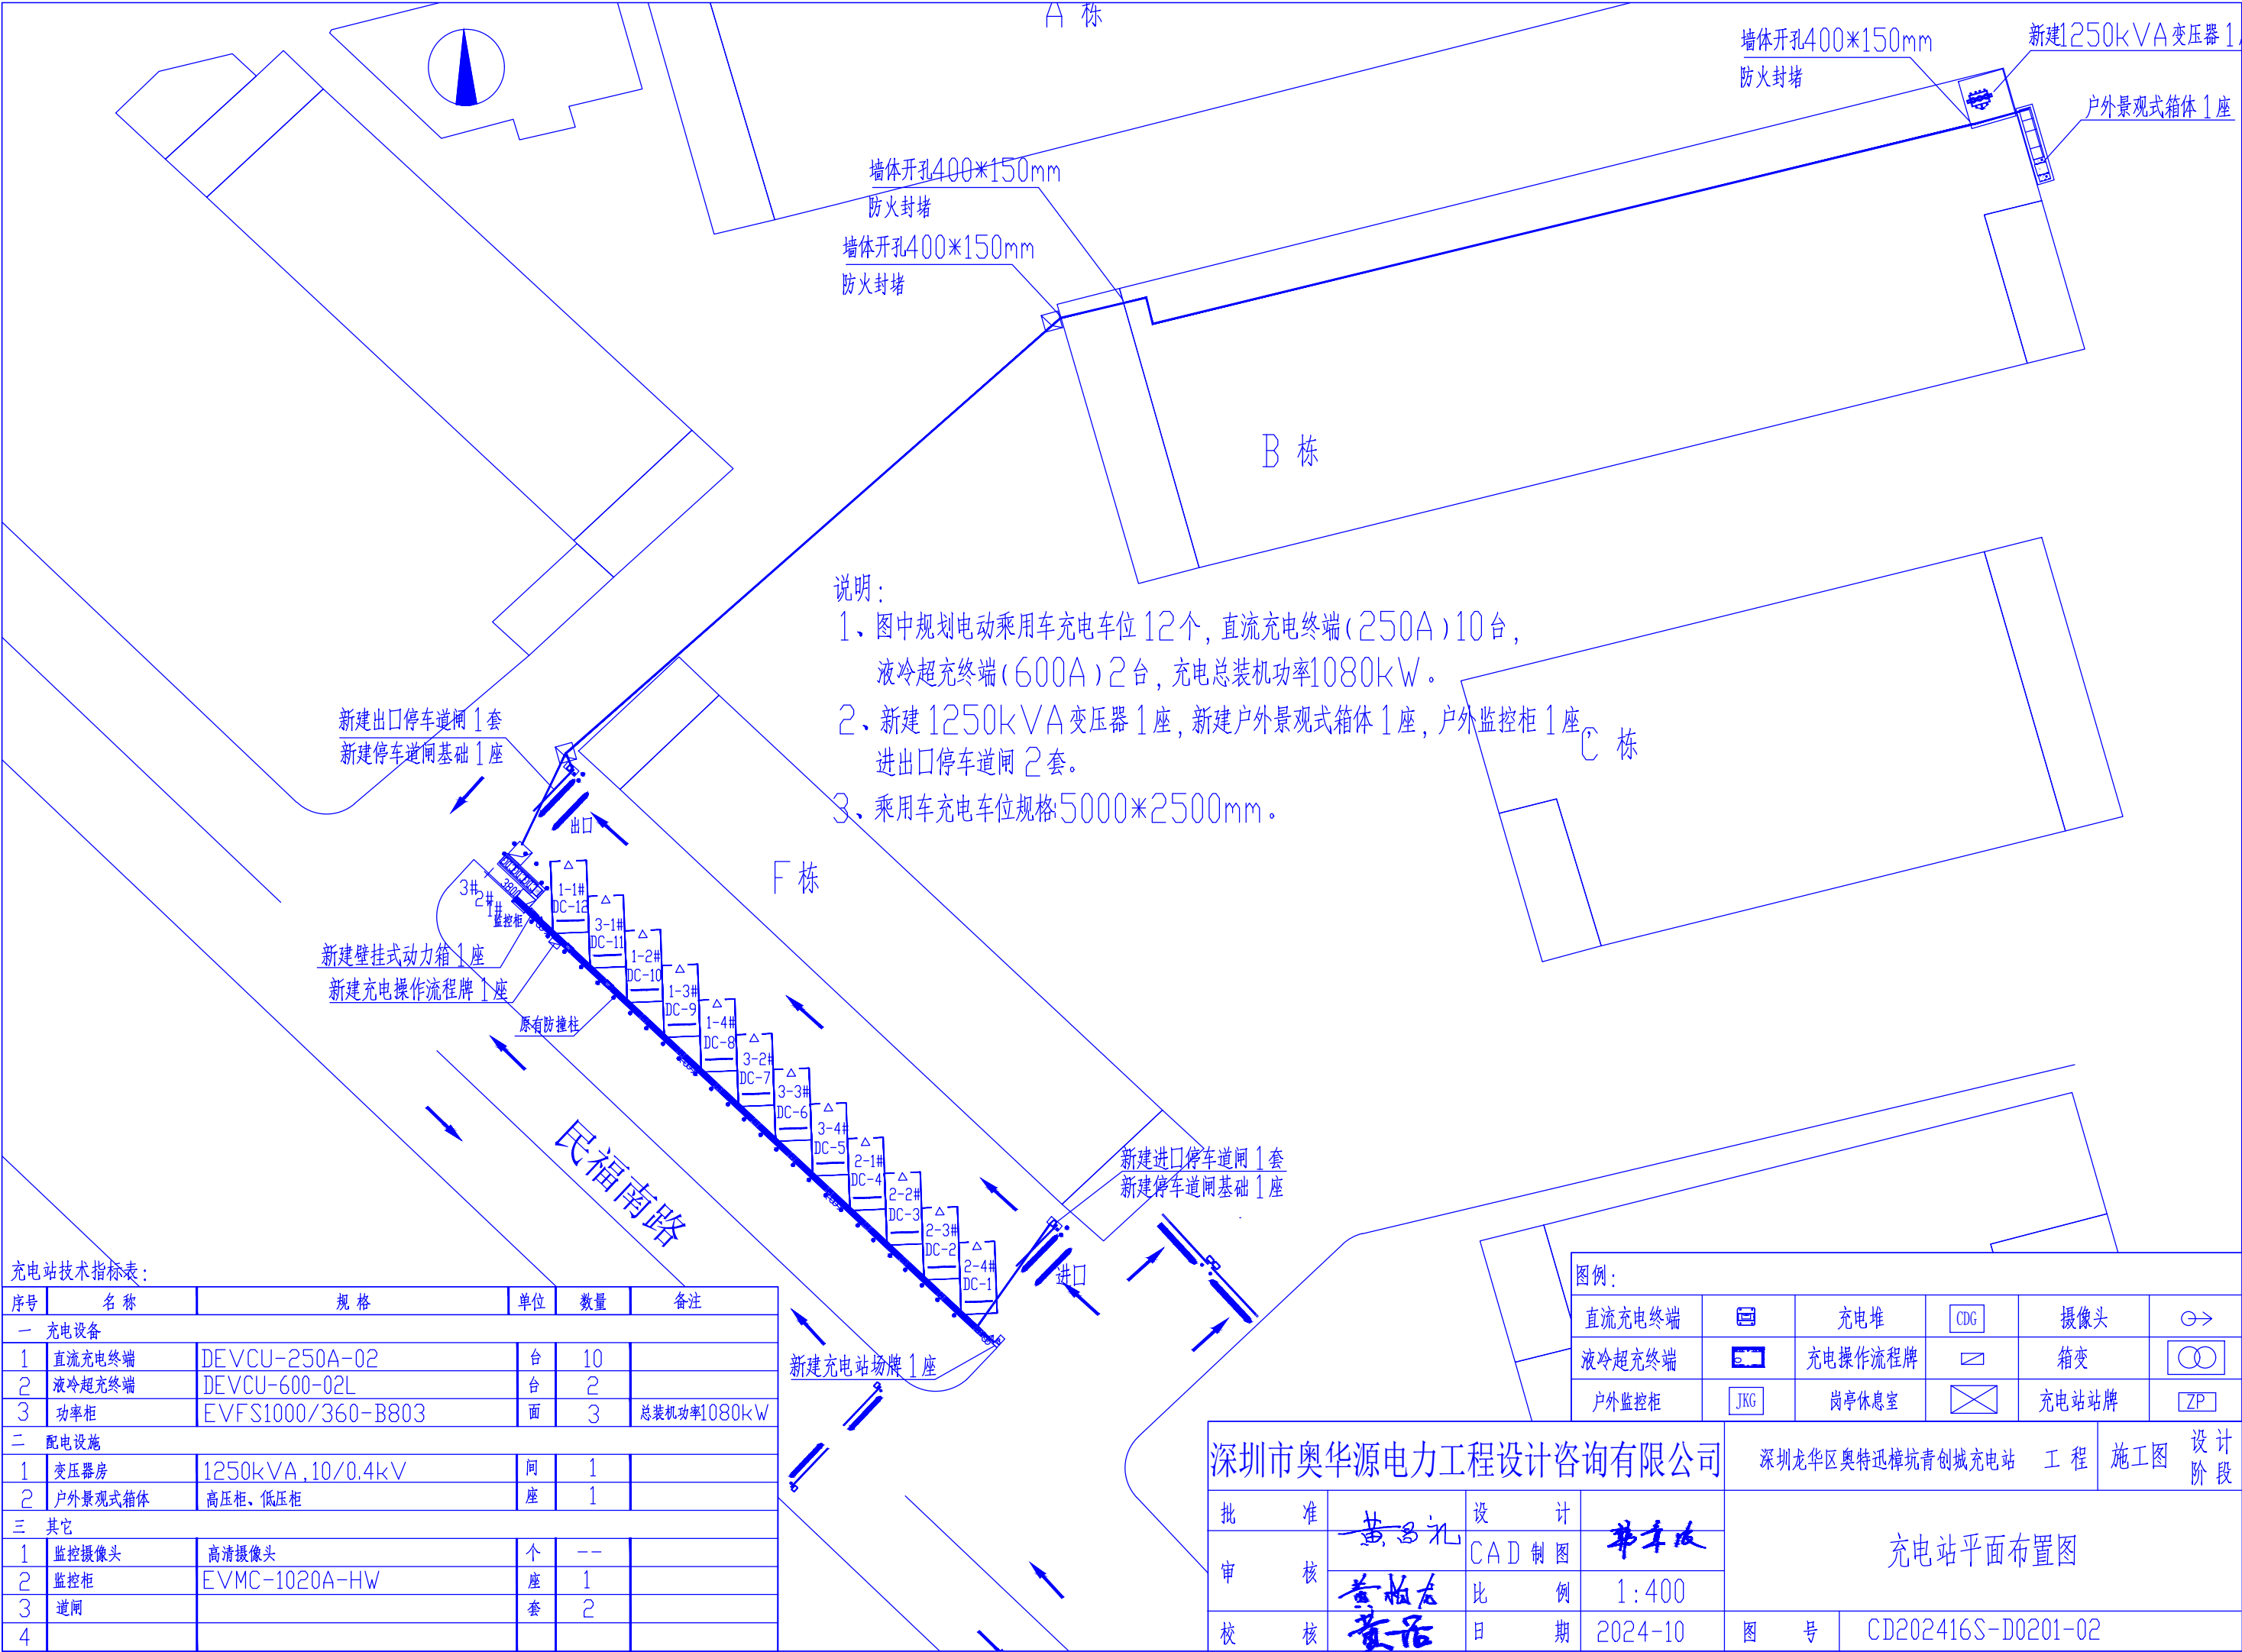 A 栋
墙体开孔400*150mm
防火封堵
新建1250kVA变压器1
户外景观式箱体1座
墙体开孔400*150mm
防火封堵
墙体开孔400*150mm
防火封堵
B 栋
说明：
1、图中规划电动乘用车充电车位12个，直流充电终端(250A)10台，
液冷超充终端(600A)2台，充电总装机功率1080kW。
2、新建1250kVA变压器1座，新建户外景观式箱体1座，户外监控柜1座，
进出口停车道闸2套。
3、乘用车充电车位规格:5000*2500mm。
C 栋
新建出口停车道闸1套
新建停车道闸基础1座
出口
F 栋
3#
2#
1#
监控柜
3800
1-1#
DC-12
3-1#
DC-11
1-2#
DC-10
1-3#
DC-9
1-4#
DC-8
3-2#
DC-7
3-3#
DC-6
3-4#
DC-5
2-1#
DC-4
2-2#
DC-3
2-3#
DC-2
2-4#
DC-1
新建壁挂式动力箱1座
新建充电操作流程牌1座
原有防撞柱
民福南路
新建进口停车道闸1套
新建停车道闸基础1座
进口
新建充电站场牌1座
充电站技术指标表：
序号 名 称 规 格 单位 数量 备注
一 充电设备
1 直流充电终端 DEVCU-250A-02 台 10
2 液冷超充终端 DEVCU-600-02L 台 2
3 功率柜 EVFS1000/360-B803 面 3 总装机功率1080kW
二 配电设施
1 变压器房 1250kVA,10/0.4kV 间 1
2 户外景观式箱体 高压柜、低压柜 座 1
三 其它
1 监控摄像头 高清摄像头 个 --
2 监控柜 EVMC-1020A-HW 座 1
3 道闸 套 2
4
图例：
直流充电终端 充电堆 CDG 摄像头
液冷超充终端 充电操作流程牌 箱变
户外监控柜 JKG 岗亭休息室 充电站站牌 ZP
深圳市奥华源电力工程设计咨询有限公司 深圳龙华区奥特迅樟坑青创城充电站 工 程 施工图 设 计 阶 段
批 准 设 计
审 核 CAD 制 图 充电站平面布置图
比 例 1:400
校 核 日 期 2024-10 图 号 CD202416S-D0201-02